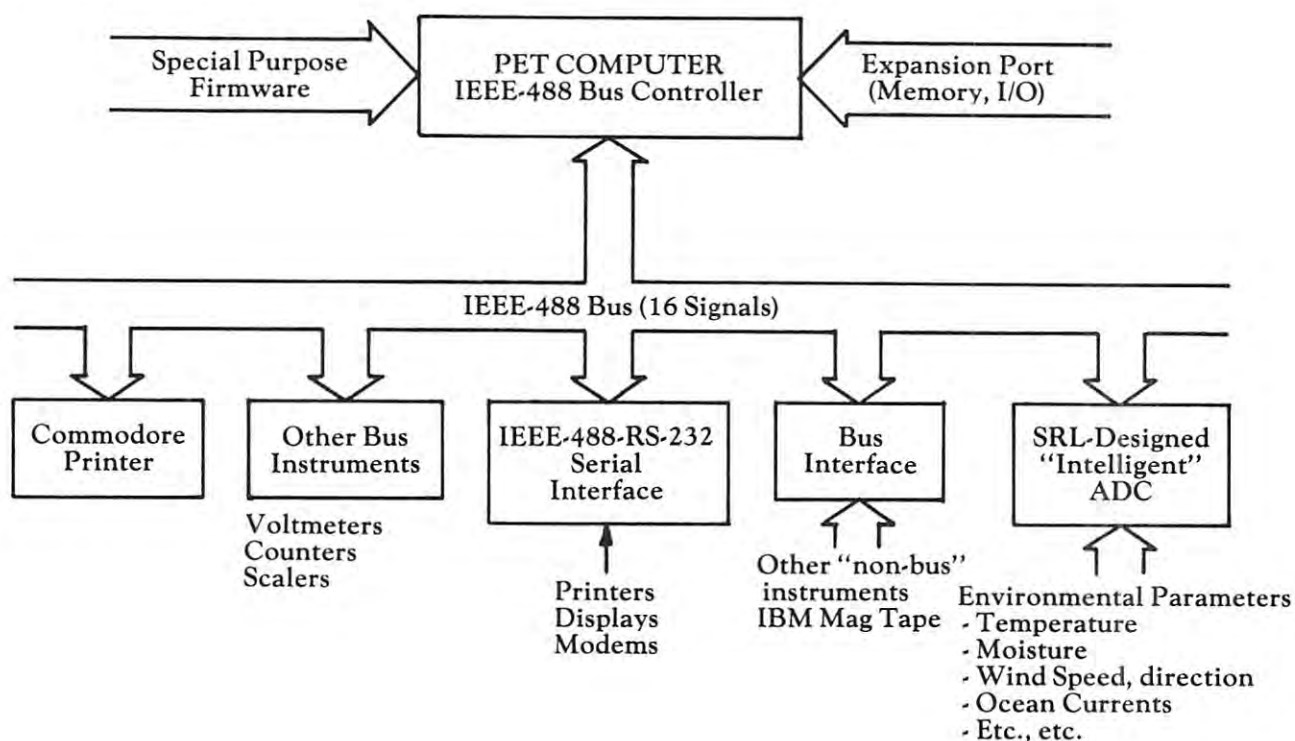 Special Purpose
Firmware
PET COMPUTER
IEEE-488 Bus Controller
Expansion Port
(Memory, I/O)
IEEE-488 Bus (16 Signals)
Commodore
Printer
Other Bus
Instruments
Voltmeters
Counters
Scalers
IEEE-488-RS-232
Serial
Interface
Printers
Displays
Modems
Bus
Interface
Other “non-bus”
instruments
IBM Mag Tape
SRL-Designed
“Intelligent”
ADC
Environmental Parameters
- Temperature
- Moisture
- Wind Speed, direction
- Ocean Currents
- Etc., etc.